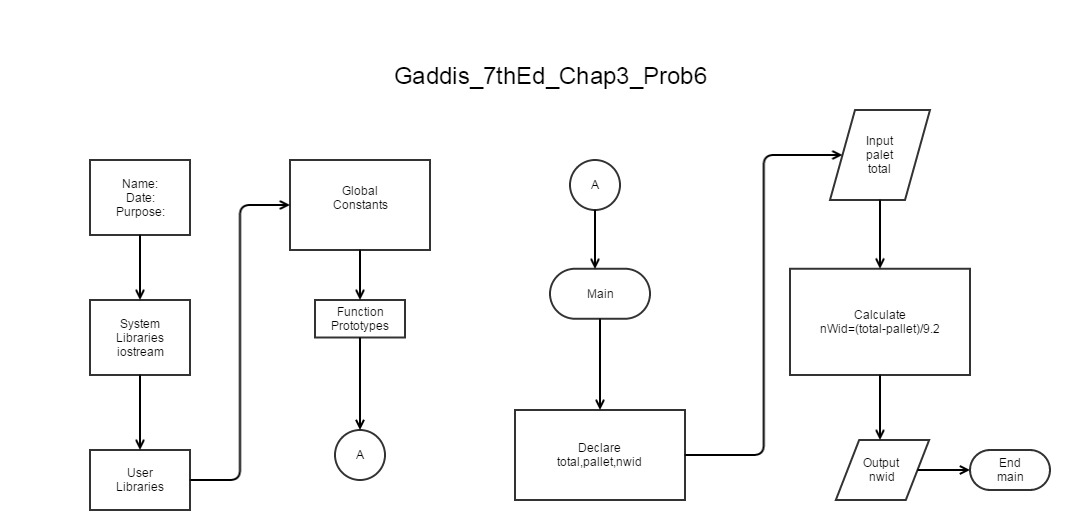 Gaddis_7thEd_Chap3_Prob6
Name:
Date:
Purpose:
System
Libraries
iostream
User
Libraries
Global
Constants
Function
Prototypes
A
A
Main
Declare
total,pallet,nwid
Input
palet
total
Calculate
nWid=(total-pallet)/9.2
Output
nwid
End
main